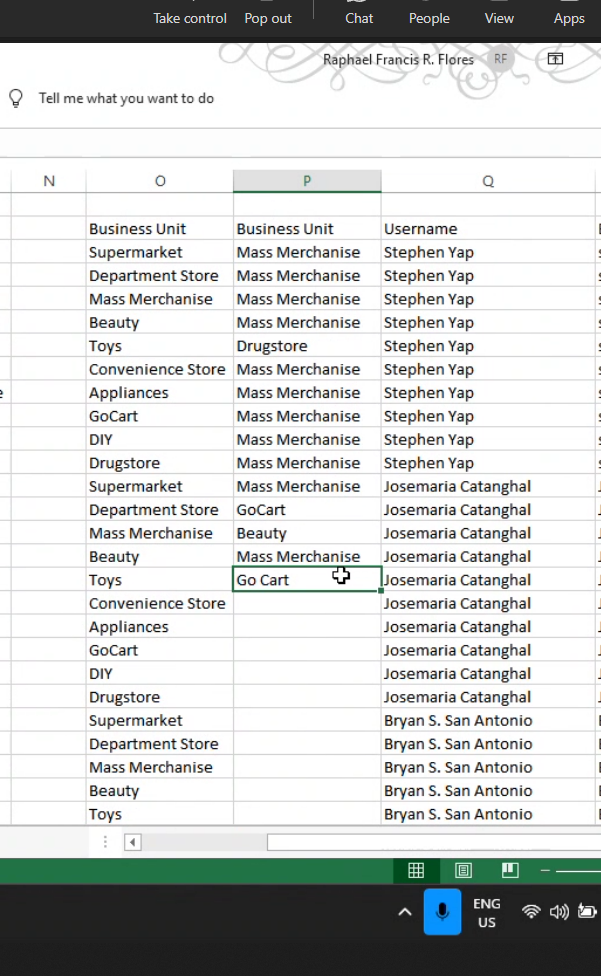 Take control Pop out Chat People View Apps
Raphael Francis R. Flores RF
Tell me what you want to do
N O P Q
Business Unit Business Unit Username
Supermarket Mass Merchanise Stephen Yap
Department Store Mass Merchanise Stephen Yap
Mass Merchanise Mass Merchanise Stephen Yap
Beauty Mass Merchanise Stephen Yap
Toys Drugstore Stephen Yap
Convenience Store Mass Merchanise Stephen Yap
Appliances Mass Merchanise Stephen Yap
GoCart Mass Merchanise Stephen Yap
DIY Mass Merchanise Stephen Yap
Drugstore Mass Merchanise Stephen Yap
Supermarket Mass Merchanise Josemaria Catanghal
Department Store GoCart Josemaria Catanghal
Mass Merchanise Beauty Josemaria Catanghal
Beauty Mass Merchanise Josemaria Catanghal
Toys Go Cart Josemaria Catanghal
Convenience Store Josemaria Catanghal
Appliances Josemaria Catanghal
GoCart Josemaria Catanghal
DIY Josemaria Catanghal
Drugstore Josemaria Catanghal
Supermarket Bryan S. San Antonio
Department Store Bryan S. San Antonio
Mass Merchanise Bryan S. San Antonio
Beauty Bryan S. San Antonio
Toys Bryan S. San Antonio
ENG
US